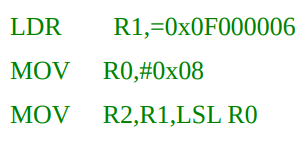 LDR R1,=0x0F000006
MOV R0,#0x08
MOV R2,R1,LSL R0